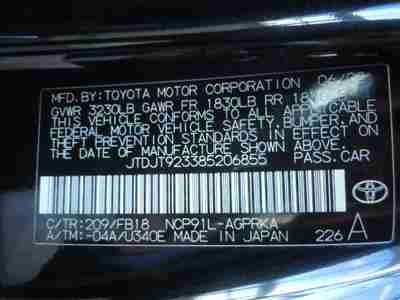 MFD.BY:TOYOTA MOTOR CORPORATION
GVWR 3230LB GAWR FR 1830LB RR
THIS VEHICLE CONFORMS TO ALL APPLICABLE
FEDERAL MOTOR VEHICLE SAFETY, BUMPER, AND
THEFT PREVENTION STANDARDS IN EFFECT ON
THE DATE OF MANUFACTURE SHOWN ABOVE.
JTDJT923385206855 PASS.CAR
TOYOTA
C/TR:209/FB18 NCP91L-AGPRKA
A/TM:-04A/U340E MADE IN JAPAN 226 A